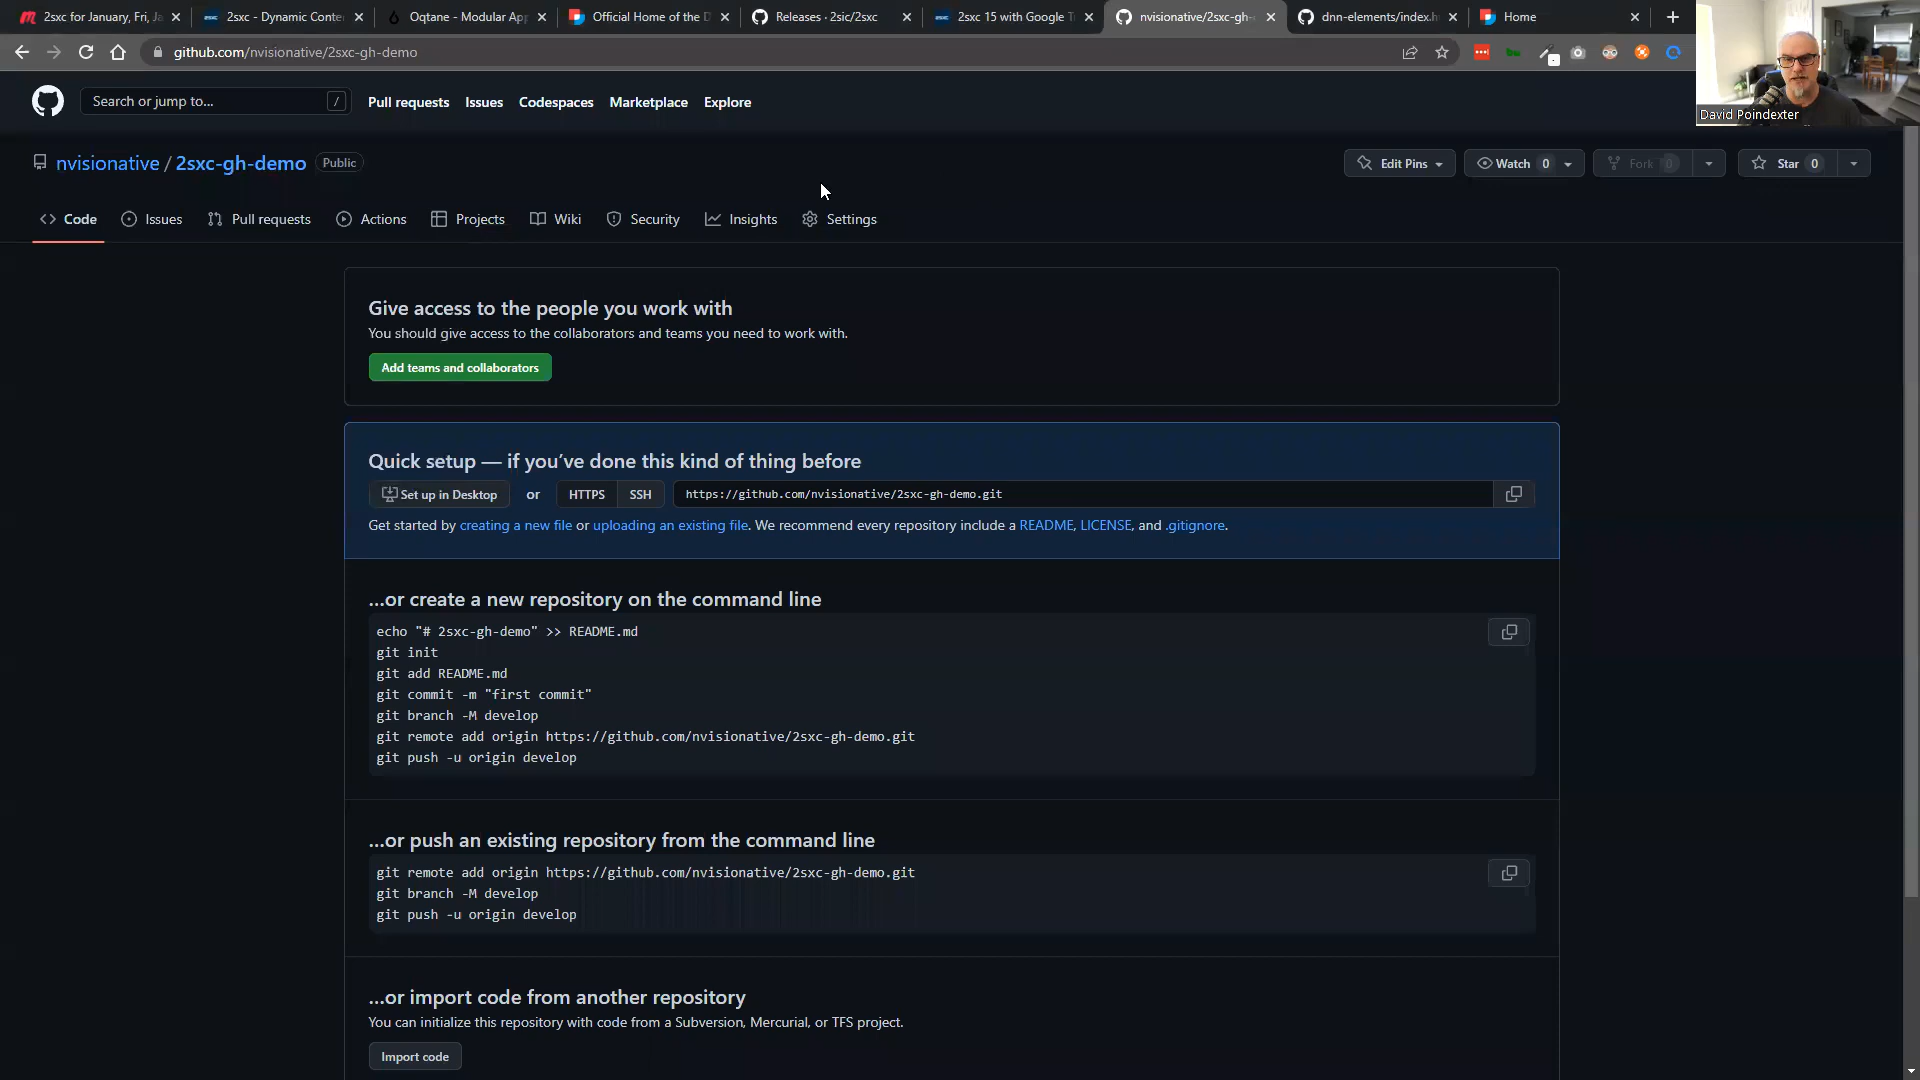 2sxc for January, Fri, Ja
2sxc - Dynamic Conte
Oqtane - Modular App
Official Home of the D
Releases · 2sic/2sxc
2sxc 15 with Google T
nvisionative/2sxc-gh-
dnn-elements/index.h
Home
github.com/nvisionative/2sxc-gh-demo
David Poindexter
Search or jump to...
/
Pull requests
Issues
Codespaces
Marketplace
Explore
nvisionative / 2sxc-gh-demo
Public
Edit Pins
Watch 0
Fork 0
Star 0
Code
Issues
Pull requests
Actions
Projects
Wiki
Security
Insights
Settings
Give access to the people you work with
You should give access to the collaborators and teams you need to work with.
Add teams and collaborators
Quick setup — if you’ve done this kind of thing before
Set up in Desktop
or
HTTPS
SSH
https://github.com/nvisionative/2sxc-gh-demo.git
Get started by creating a new file or uploading an existing file. We recommend every repository include a README, LICENSE, and .gitignore.
…or create a new repository on the command line
echo "# 2sxc-gh-demo" >> README.md
git init
git add README.md
git commit -m "first commit"
git branch -M develop
git remote add origin https://github.com/nvisionative/2sxc-gh-demo.git
git push -u origin develop
…or push an existing repository from the command line
git remote add origin https://github.com/nvisionative/2sxc-gh-demo.git
git branch -M develop
git push -u origin develop
…or import code from another repository
You can initialize this repository with code from a Subversion, Mercurial, or TFS project.
Import code